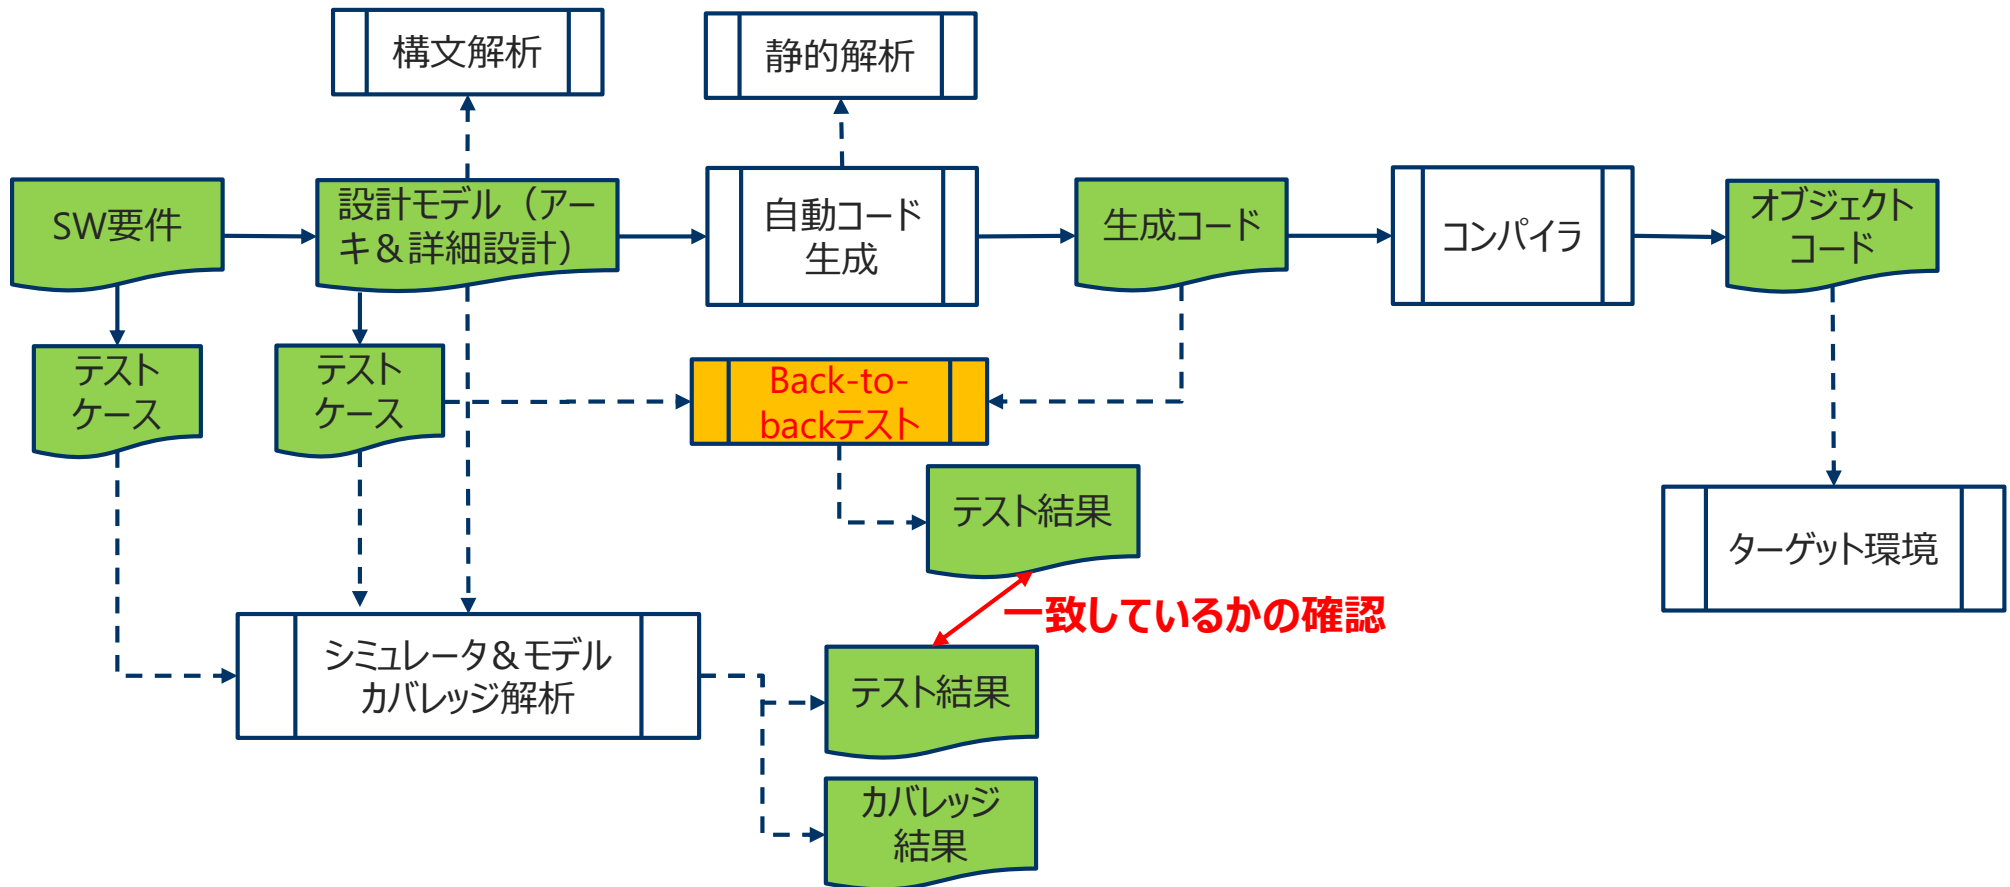 構文解析
静的解析
SW要件
設計モデル（アー
キ＆詳細設計）
自動コード
生成
生成コード
コンパイラ
オブジェクト
コード
テスト
ケース
テスト
ケース
Back-to-
backテスト
テスト結果
ターゲット環境
一致しているかの確認
シミュレータ＆モデル
カバレッジ解析
テスト結果
カバレッジ
結果